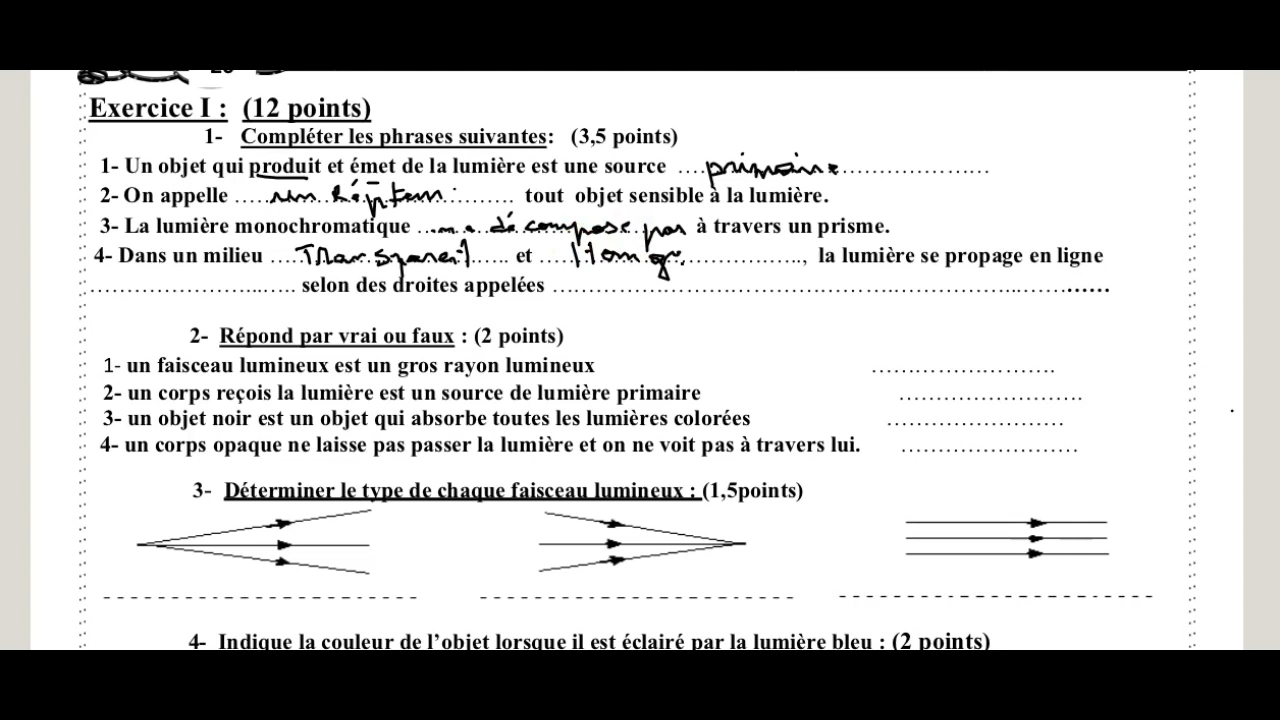 Exercice I : (12 points)
1- Compléter les phrases suivantes: (3,5 points)
1- Un objet qui produit et émet de la lumière est une source ....primaire.....................
2- On appelle ..................... tout objet sensible à la lumière.
3- La lumière monochromatique ........ décompose pas à travers un prisme.
4- Dans un milieu .....Transparent...... et .....Homg..................., la lumière se propage en ligne
........................... selon des droites appelées ......................................................................
2- Répond par vrai ou faux : (2 points)
1- un faisceau lumineux est un gros rayon lumineux .........................
2- un corps reçois la lumière est un source de lumière primaire .........................
3- un objet noir est un objet qui absorbe toutes les lumières colorées ........................
4- un corps opaque ne laisse pas passer la lumière et on ne voit pas à travers lui. ........................
3- Déterminer le type de chaque faisceau lumineux : (1,5points)
4- Indique la couleur de l'objet lorsque il est éclairé par la lumière bleu : (2 points)